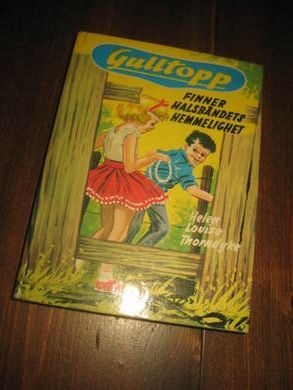 Gulltopp
FINNER
HALSBÅNDETS
HEMMELIGHET
Helen
Louise
Thorndyke